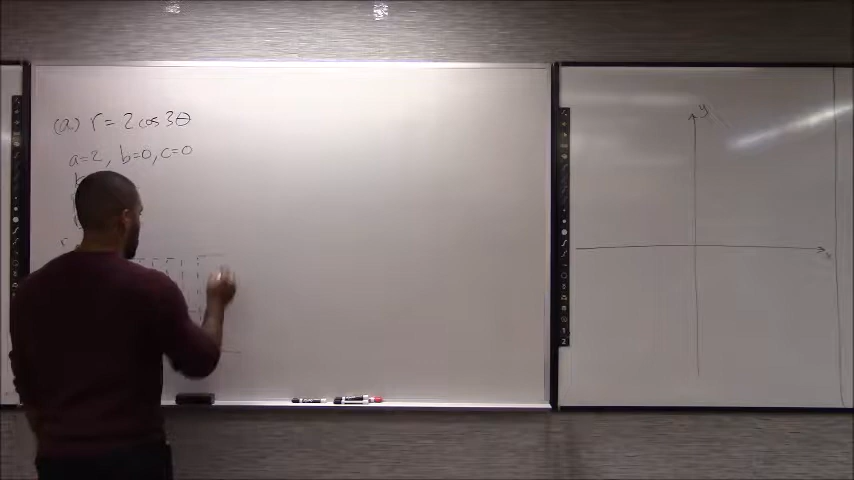 (a) r = 2 cos 3θ
a=2, b=0, c=0
r
y
x